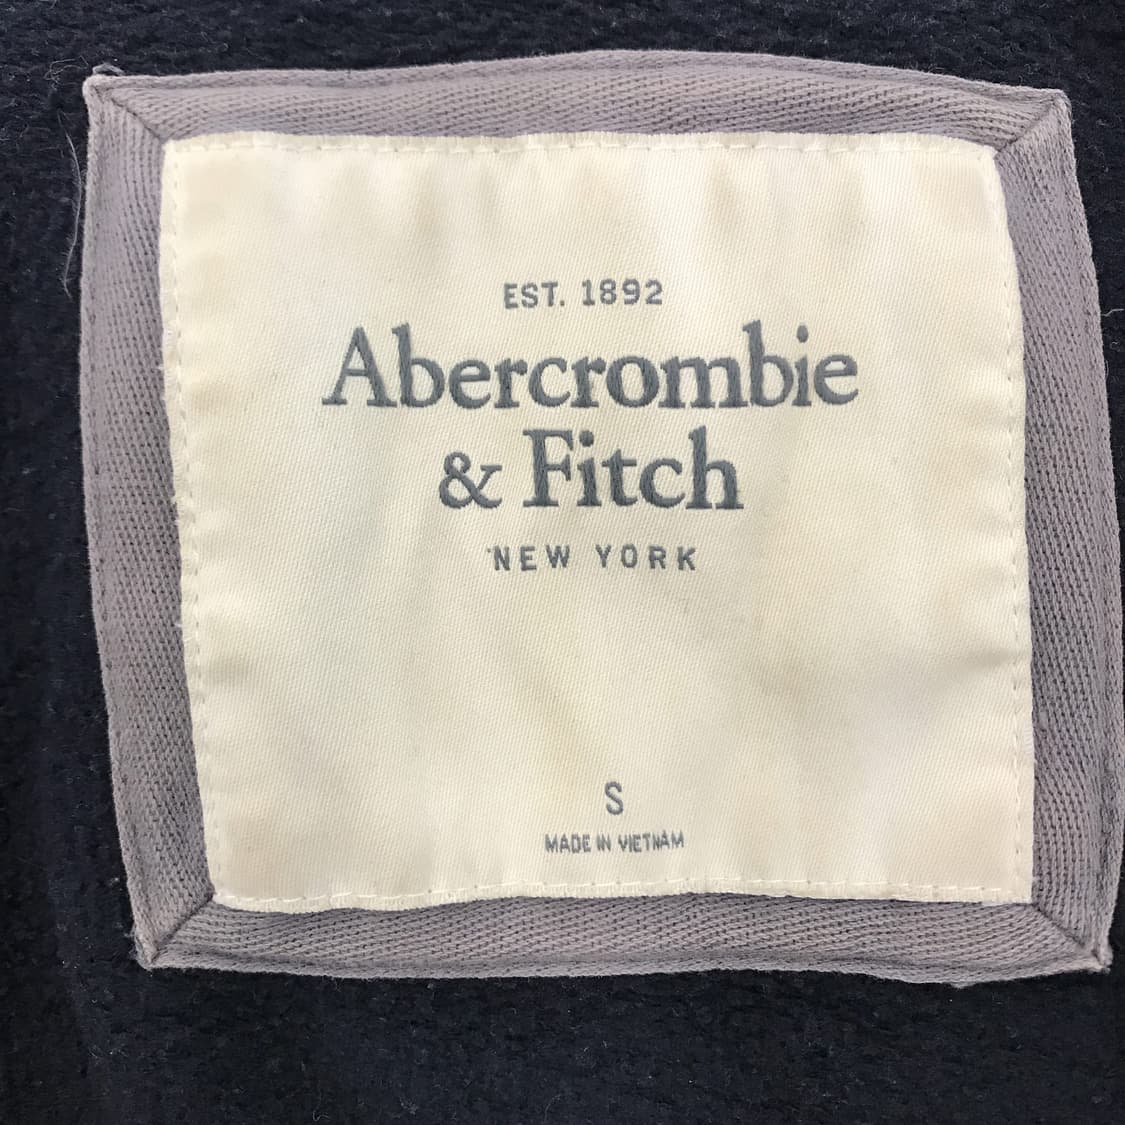 EST. 1892
Abercrombie
& Fitch
NEW YORK
S
MADE IN VIETNAM